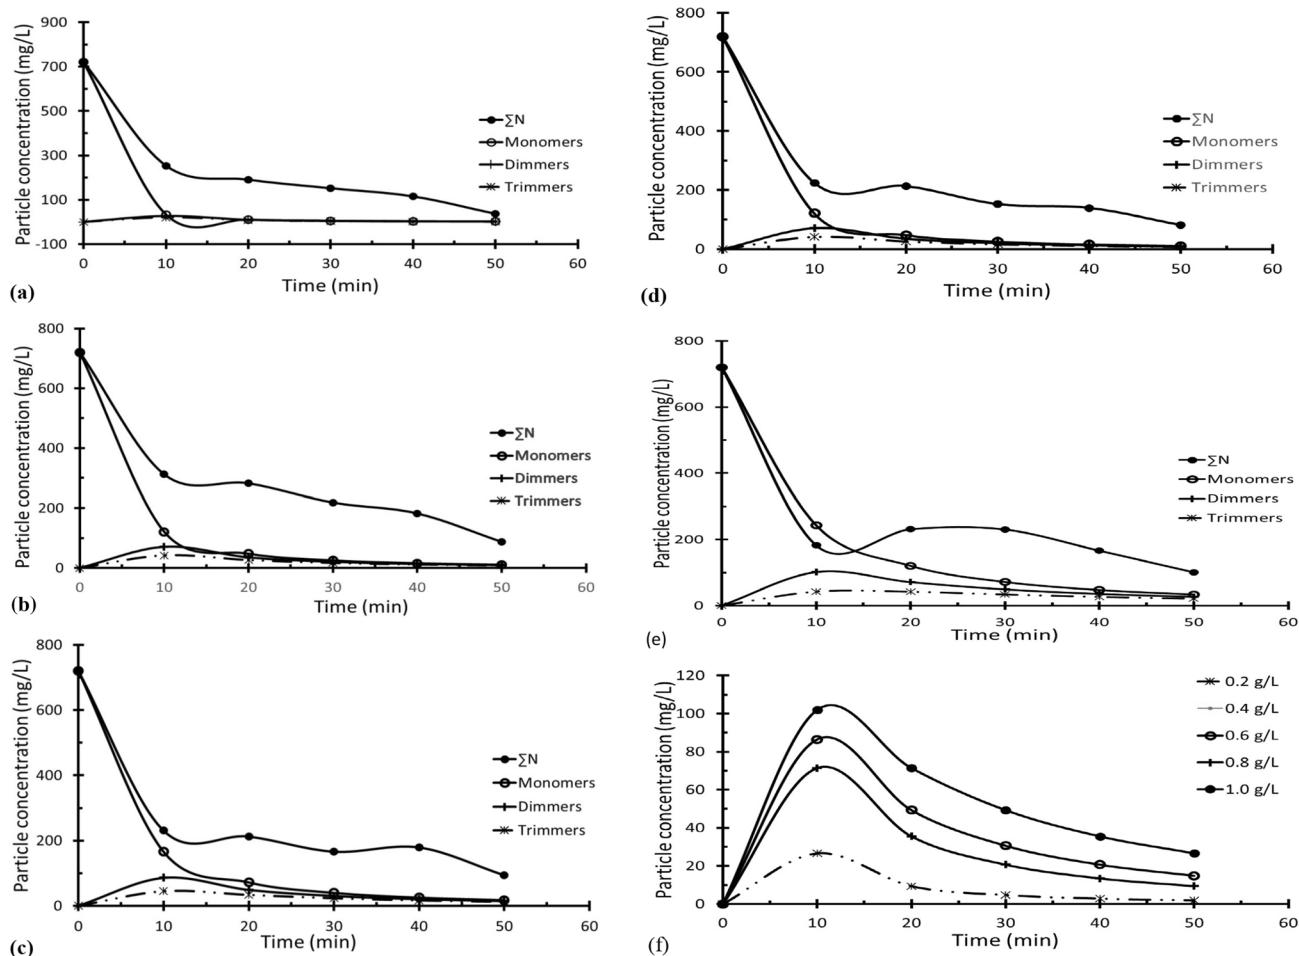 Particle concentration (mg/L)
900
700
500
300
100
-100
0 10 20 30 40 50 60
Time (min)
∑N
Monomers
Dimmers
Trimmers
(a)
Particle concentration (mg/L)
800
600
400
200
0
0 10 20 30 40 50 60
Time (min)
∑N
Monomers
Dimmers
Trimmers
(b)
Particle concentration (mg/L)
800
600
400
200
0
0 10 20 30 40 50 60
Time (min)
∑N
Monomers
Dimmers
Trimmers
(c)
Particle concentration (mg/L)
800
600
400
200
0
0 10 20 30 40 50 60
Time (min)
∑N
Monomers
Dimmers
Trimmers
(d)
Particle concentration (mg/L)
800
600
400
200
0
0 10 20 30 40 50 60
Time (min)
∑N
Monomers
Dimmers
Trimmers
(e)
Particle concentration (mg/L)
120
100
80
60
40
20
0
0 10 20 30 40 50 60
Time (min)
0.2 g/L
0.4 g/L
0.6 g/L
0.8 g/L
1.0 g/L
(f)